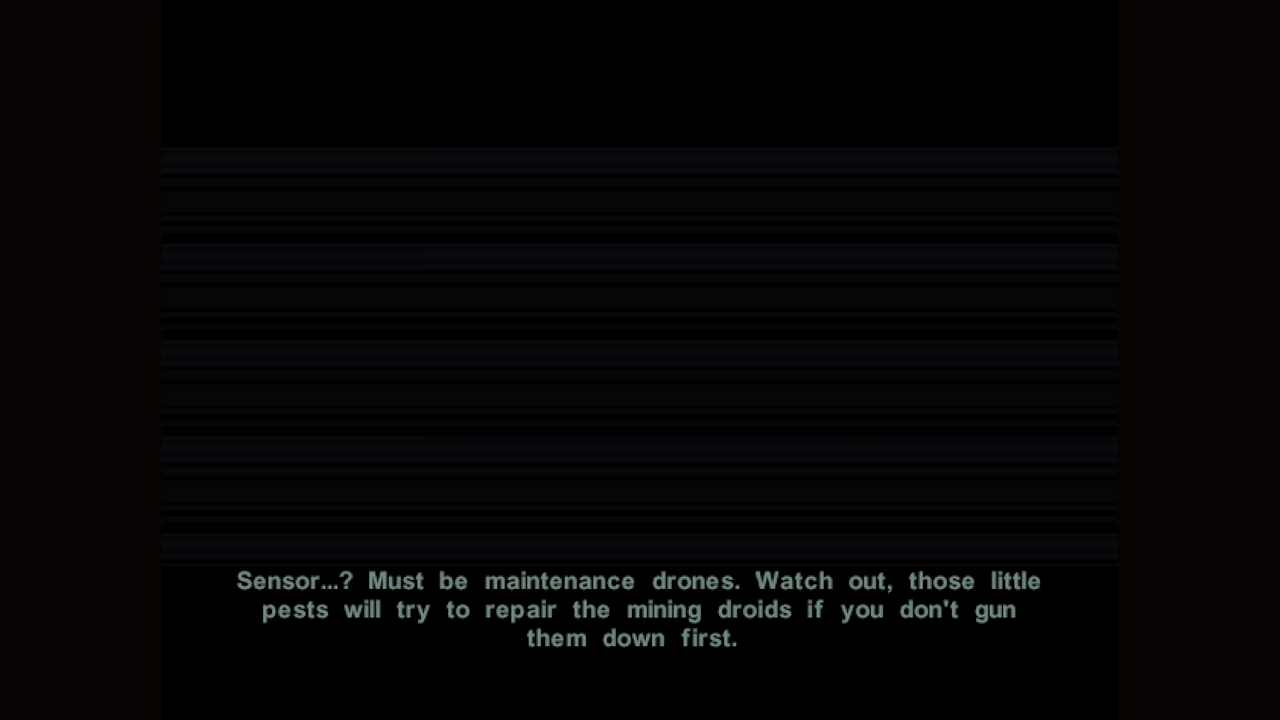 Sensor...? Must be maintenance drones. Watch out, those little
pests will try to repair the mining droids if you don't gun
them down first.